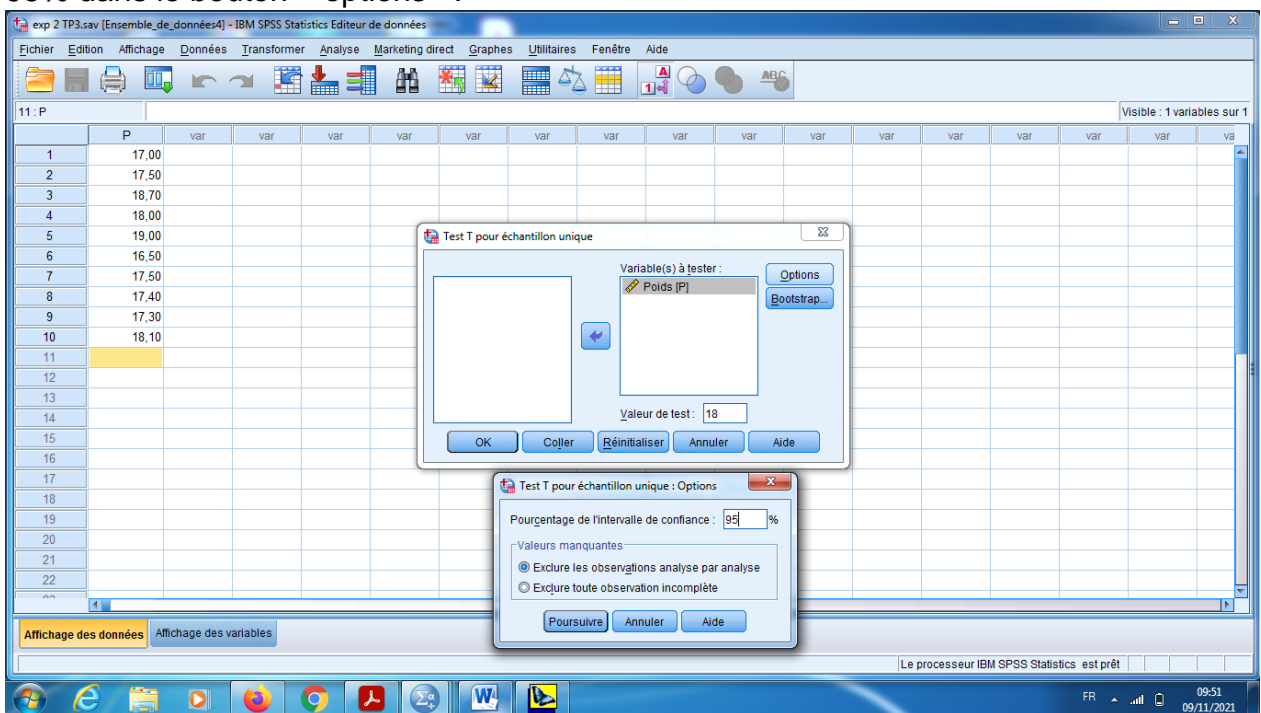 exp 2 TP3.sav [Ensemble_de_données4] - IBM SPSS Statistics Editeur de données
Fichier Edition Affichage Données Transformer Analyse Marketing direct Graphes Utilitaires Fenêtre Aide
11 : P
Visible : 1 variables sur 1
P var var var var var var var var var var var var var var var va
1 17,00
2 17,50
3 18,70
4 18,00
5 19,00
6 16,50
7 17,50
8 17,40
9 17,30
10 18,10
11
12
13
14
15
16
17
18
19
20
21
22
Test T pour échantillon unique
Variable(s) à tester :
Poids [P]
Options
Bootstrap...
Valeur de test : 18
OK Coller Réinitialiser Annuler Aide
Test T pour échantillon unique : Options
Pourcentage de l'intervalle de confiance : 95 %
Valeurs manquantes
Exclure les observations analyse par analyse
Exclure toute observation incomplète
Poursuivre Annuler Aide
Affichage des données Affichage des variables
Le processeur IBM SPSS Statistics est prêt
FR 09:51
09/11/2021